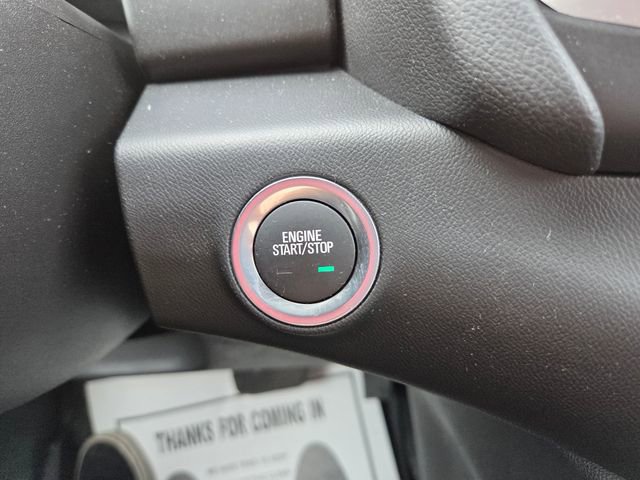 ENGINE
START/STOP
THANKS FOR COMING IN